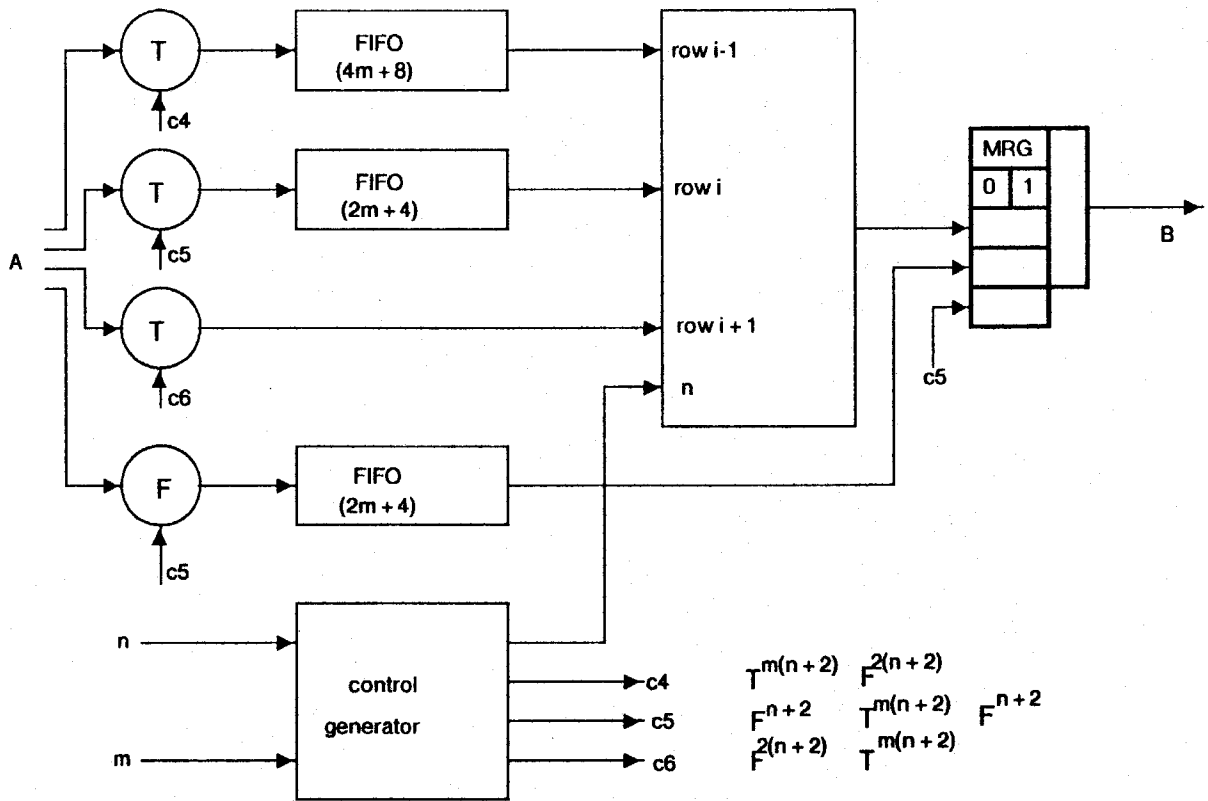 T
FIFO
(4m + 8)
row i-1
c4
T
FIFO
(2m + 4)
row i
c5
MRG
0 1
B
A
T
row i + 1
c6
n
c5
F
FIFO
(2m + 4)
c5
n
control
generator
m
c4 T^{m(n + 2)} F^{2(n + 2)}
c5 F^{n + 2} T^{m(n + 2)} F^{n + 2}
c6 F^{2(n + 2)} T^{m(n + 2)}